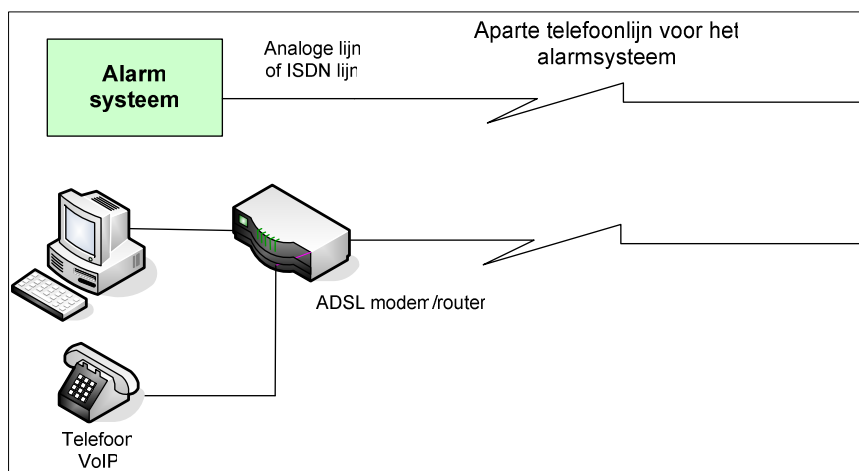 Alarm
systeem
Analoge lijn
of ISDN lijn
Aparte telefoonlijn voor het
alarmsysteem
ADSL modem/router
Telefoon
VoIP